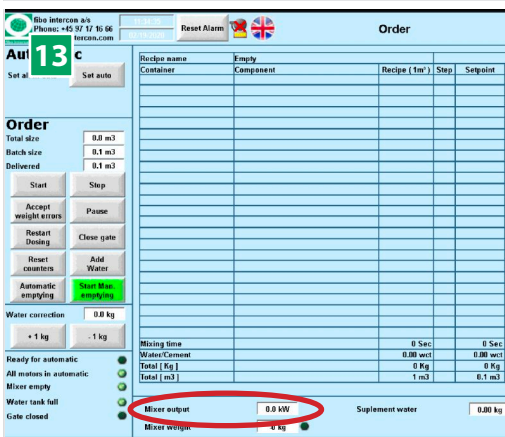 fibo intercon a/s
Phone: +45 97 17 16 66
tercon.com
Reset Alarm
Order
13
Aut c
Set al
Set auto
Recipe name Empty
Container Component Recipe ( 1m³ ) Step Setpoint
Order
Total size 0.0 m3
Batch size 0.1 m3
Delivered 0.1 m3
Start Stop
Accept weight errors Pause
Restart Dosing Close gate
Reset counters Add Water
Automatic emptying Start Man. emptying
Water correction 0.0 kg
+ 1 kg - 1 kg
Ready for automatic
All motors in automatic
Mixer empty
Water tank full
Gate closed
Mixing time 0 Sec 0 Sec
Water/Cement 0.00 wct 0.00 wct
Total [ Kg ] 0 Kg 0 Kg
Total [ m3 ] 1 m3 0.1 m3
Mixer output 0.0 kW Suplement water 0.00 kg
Mixer weight 0 kg